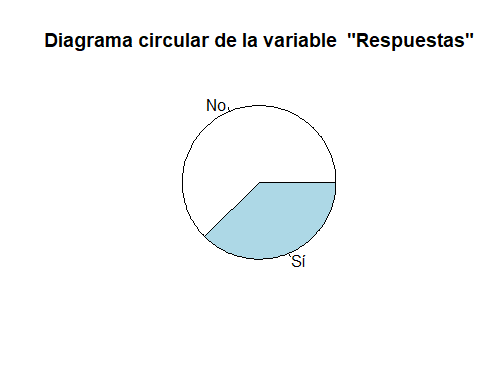 Diagrama circular de la variable "Respuestas"
No
Sí